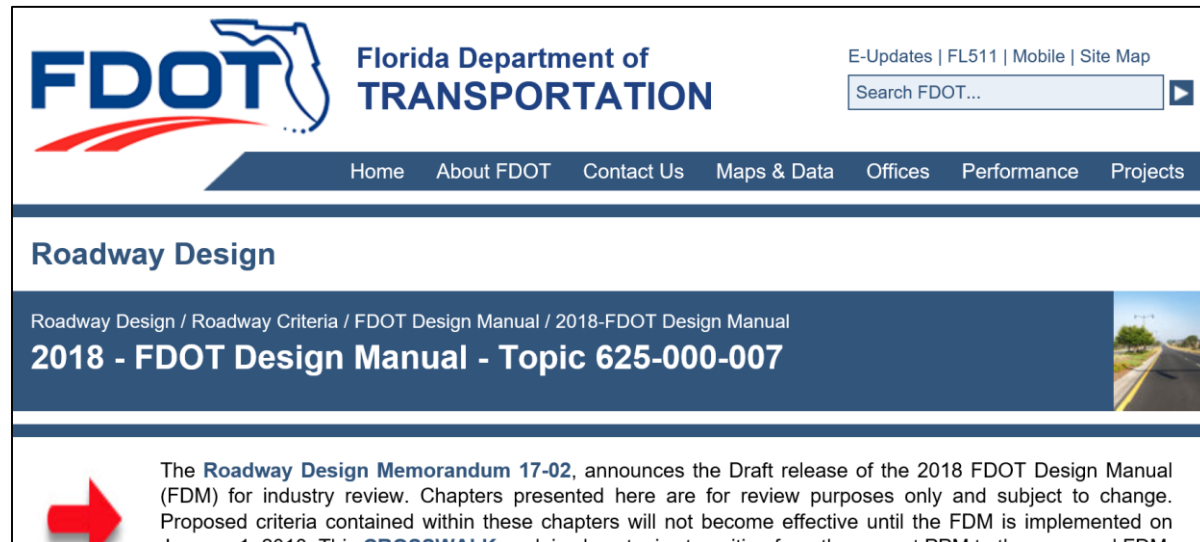 FDOT
Florida Department of
TRANSPORTATION
E-Updates | FL511 | Mobile | Site Map
Search FDOT...
Home About FDOT Contact Us Maps & Data Offices Performance Projects
Roadway Design
Roadway Design / Roadway Criteria / FDOT Design Manual / 2018-FDOT Design Manual
2018 - FDOT Design Manual - Topic 625-000-007
The Roadway Design Memorandum 17-02, announces the Draft release of the 2018 FDOT Design Manual
(FDM) for industry review. Chapters presented here are for review purposes only and subject to change.
Proposed criteria contained within these chapters will not become effective until the FDM is implemented on
This CROSSWALK